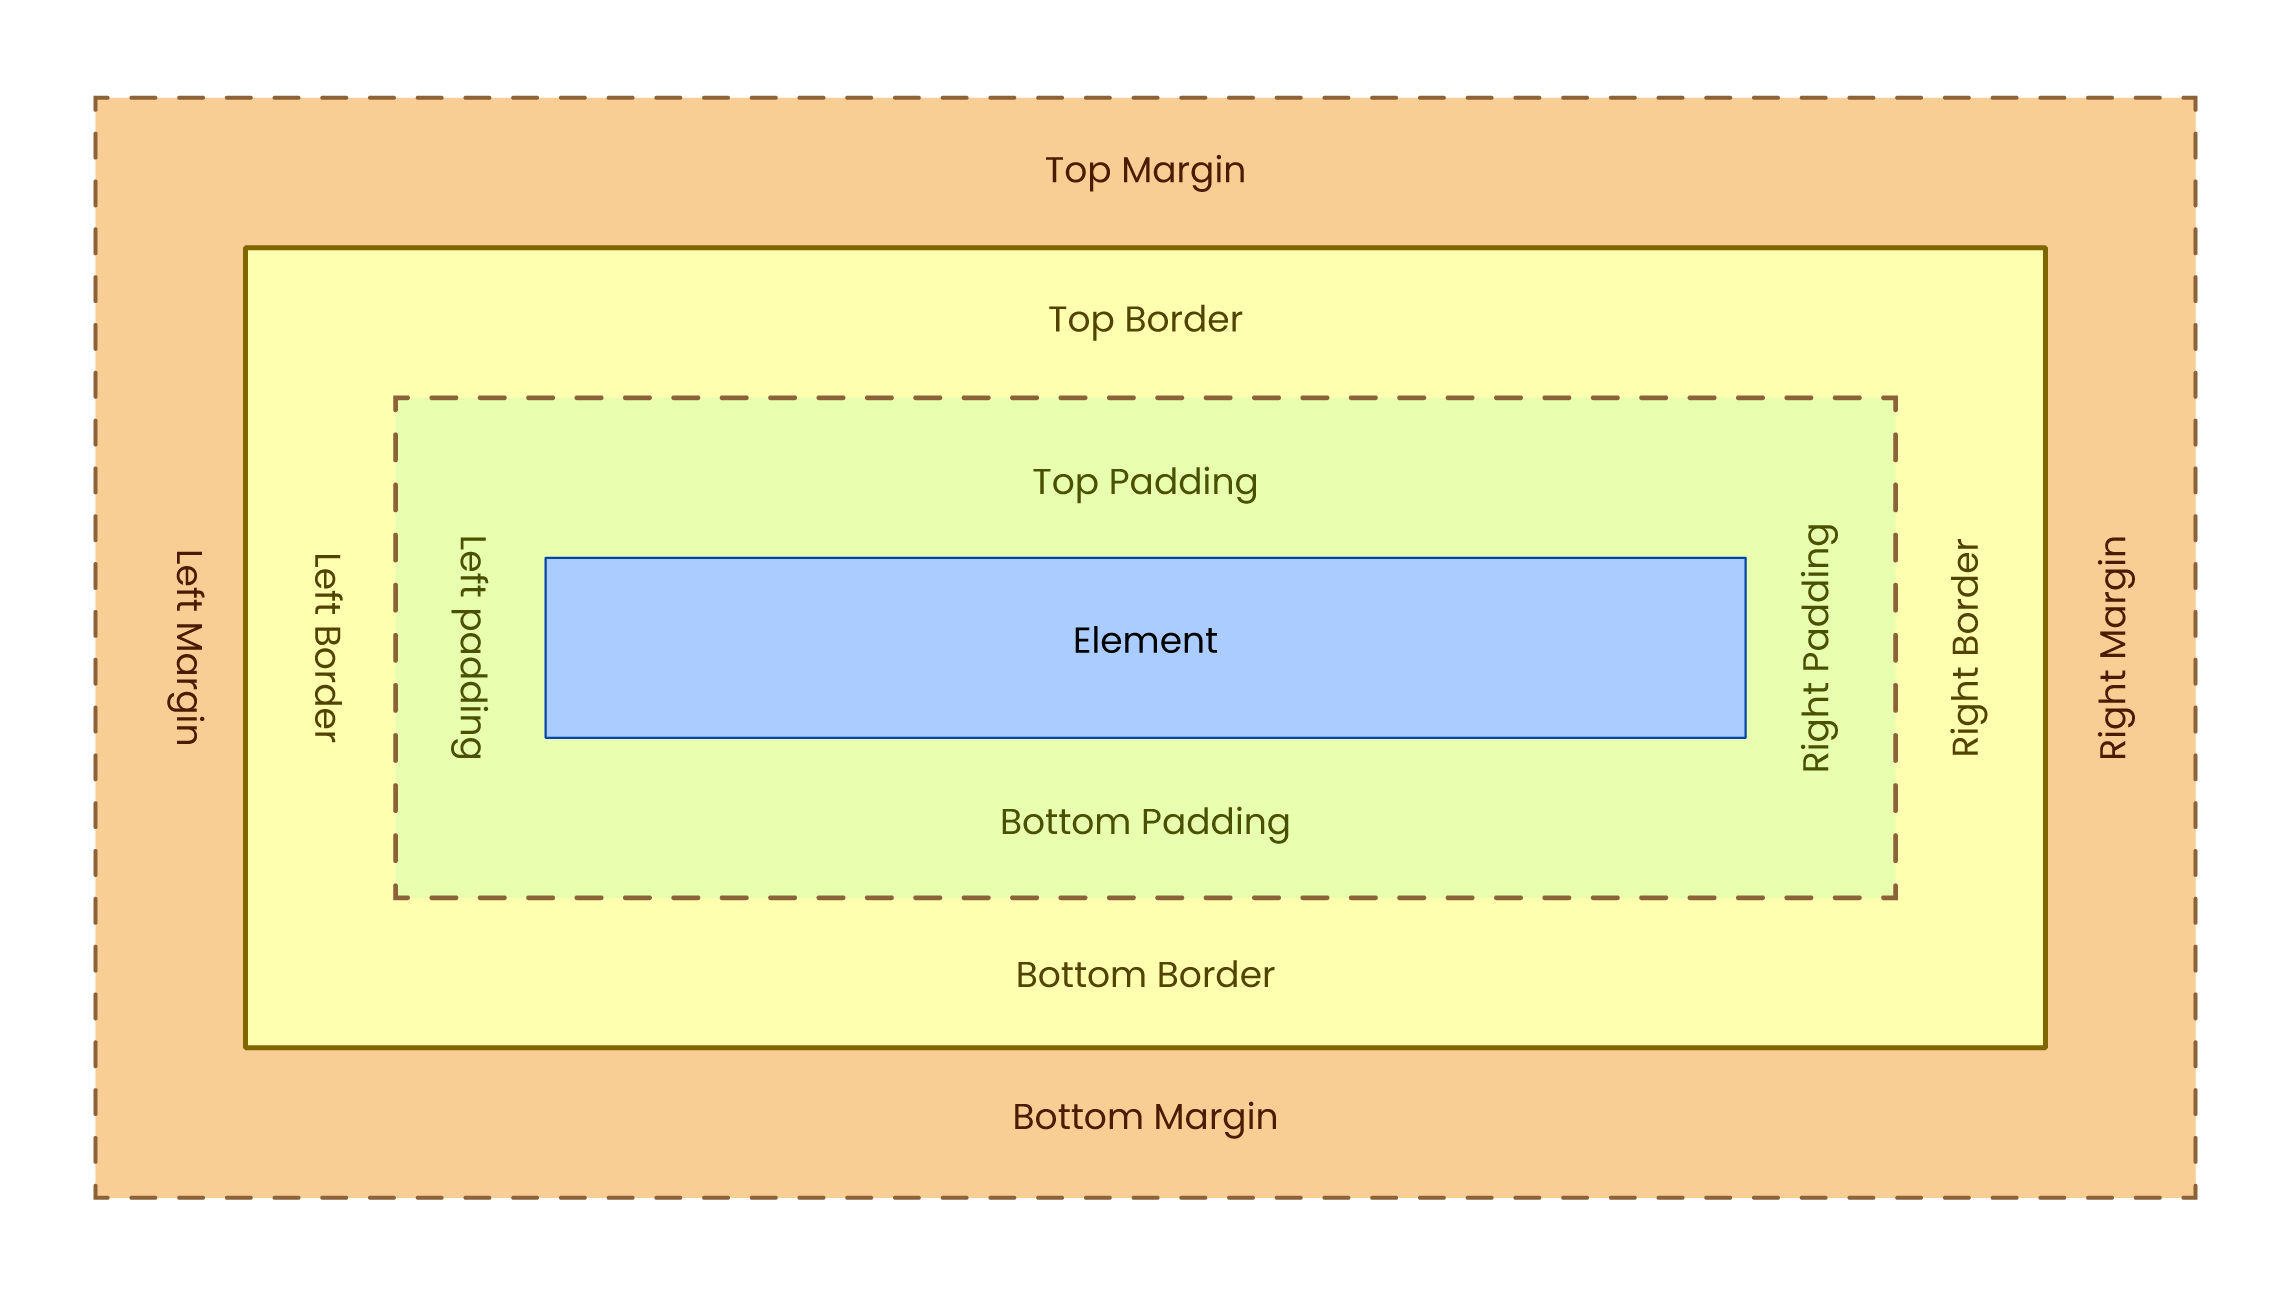 Top Margin
Top Border
Top Padding
Left Margin
Left Border
Left padding
Element
Right Padding
Right Border
Right Margin
Bottom Padding
Bottom Border
Bottom Margin